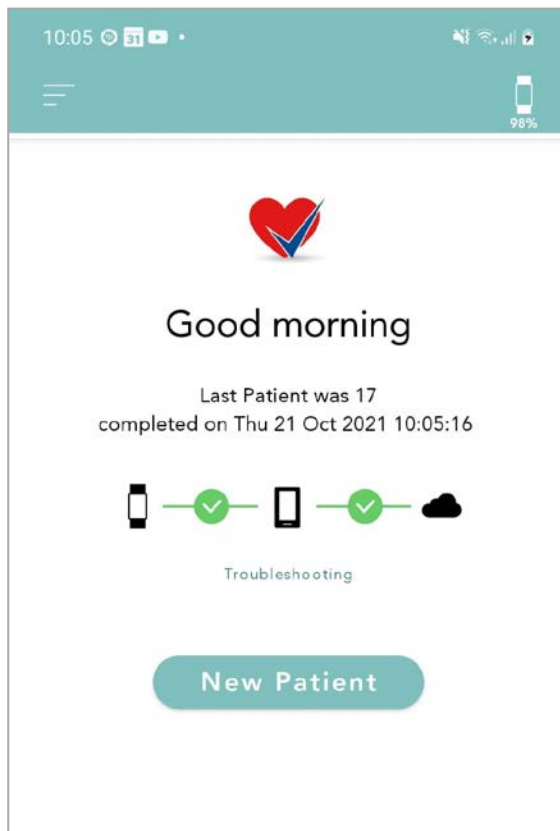 10:05
31
98%
Good morning
Last Patient was 17
completed on Thu 21 Oct 2021 10:05:16
Troubleshooting
New Patient